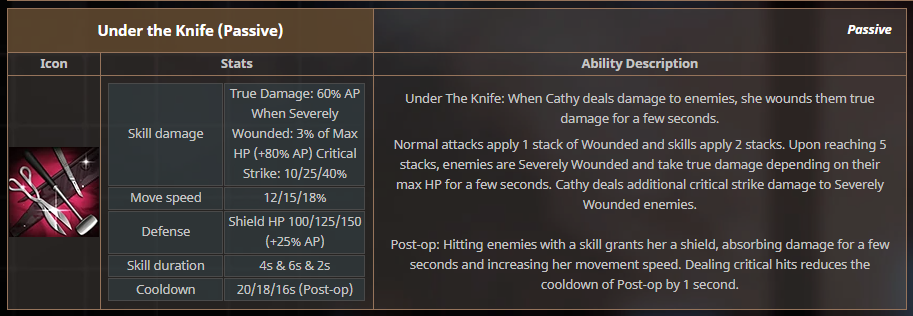 Under the Knife (Passive)
Passive
Icon
Stats
Ability Description
Skill damage
True Damage: 60% AP
When Severely
Wounded: 3% of Max
HP (+80% AP) Critical
Strike: 10/25/40%
Move speed
12/15/18%
Defense
Shield HP 100/125/150
(+25% AP)
Skill duration
4s & 6s & 2s
Cooldown
20/18/16s (Post-op)
Under The Knife: When Cathy deals damage to enemies, she wounds them true
damage for a few seconds.
Normal attacks apply 1 stack of Wounded and skills apply 2 stacks. Upon reaching 5
stacks, enemies are Severely Wounded and take true damage depending on their
max HP for a few seconds. Cathy deals additional critical strike damage to Severely
Wounded enemies.
Post-op: Hitting enemies with a skill grants her a shield, absorbing damage for a few
seconds and increasing her movement speed. Dealing critical hits reduces the
cooldown of Post-op by 1 second.